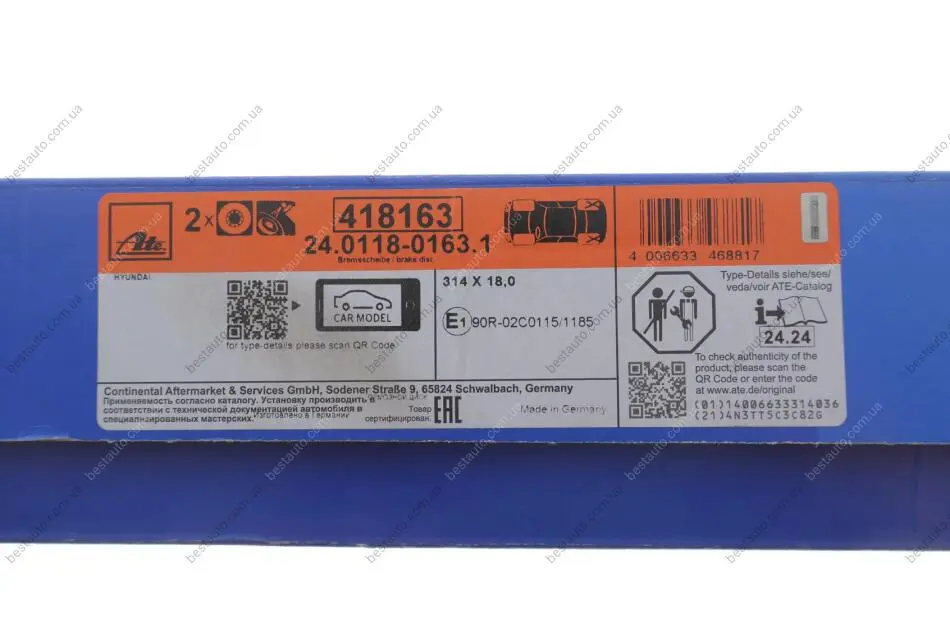 Ate
2x
418163
24.0118-0163.1
Bremsscheibe / brake disc
4 006633 468817
HYUNDAI
CAR MODEL
for type-details please scan QR Code
314 X 18,0
E1 90R-02C0115/1185
Type-Details siehe/see/
veda/voir ATE-Catalog
i
24.24
To check authenticity of the
product, please scan the
QR Code or enter the code
www.ate.de/original
(01)14006633314036
(21)4N3TT5C3C82G
Continental Aftermarket & Services GmbH, Sodener Straße 9, 65824 Schwalbach, Germany
Применяемость согласно каталогу. Установку производить в
соответствии с технической документацией автомобиля в
специализированных мастерских.
Изготовлено в Германии
Товар
сертифицирован.
EAC
Made in Germany
bestauto.com.ua